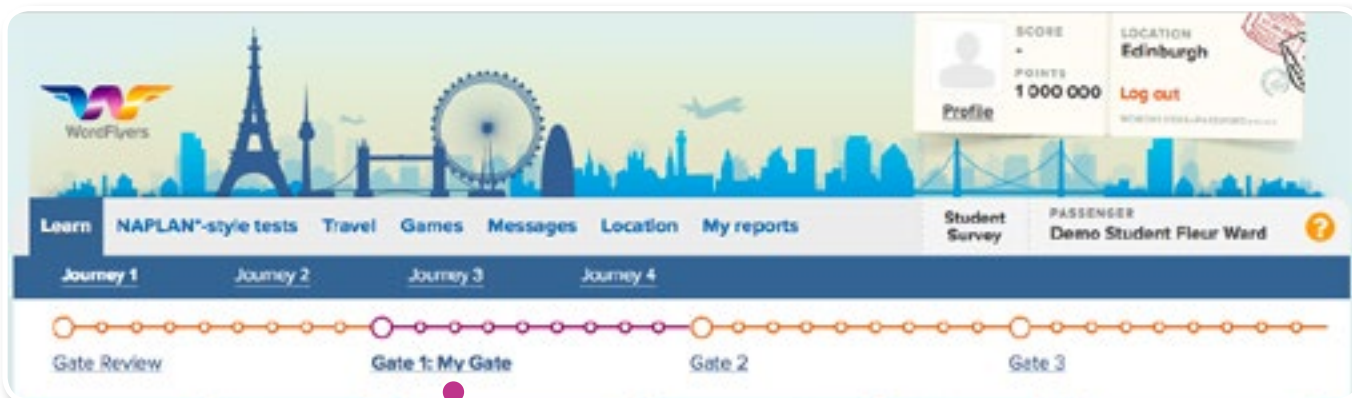 WordFlyers
Profile
SCORE
-
POINTS
1 000 000
LOCATION
Edinburgh
Log out
Learn NAPLAN*-style tests Travel Games Messages Location My reports
Student
Survey
PASSENGER
Demo Student Fleur Ward
?
Journey 1 Journey 2 Journey 3 Journey 4
Gate Review Gate 1: My Gate Gate 2 Gate 3